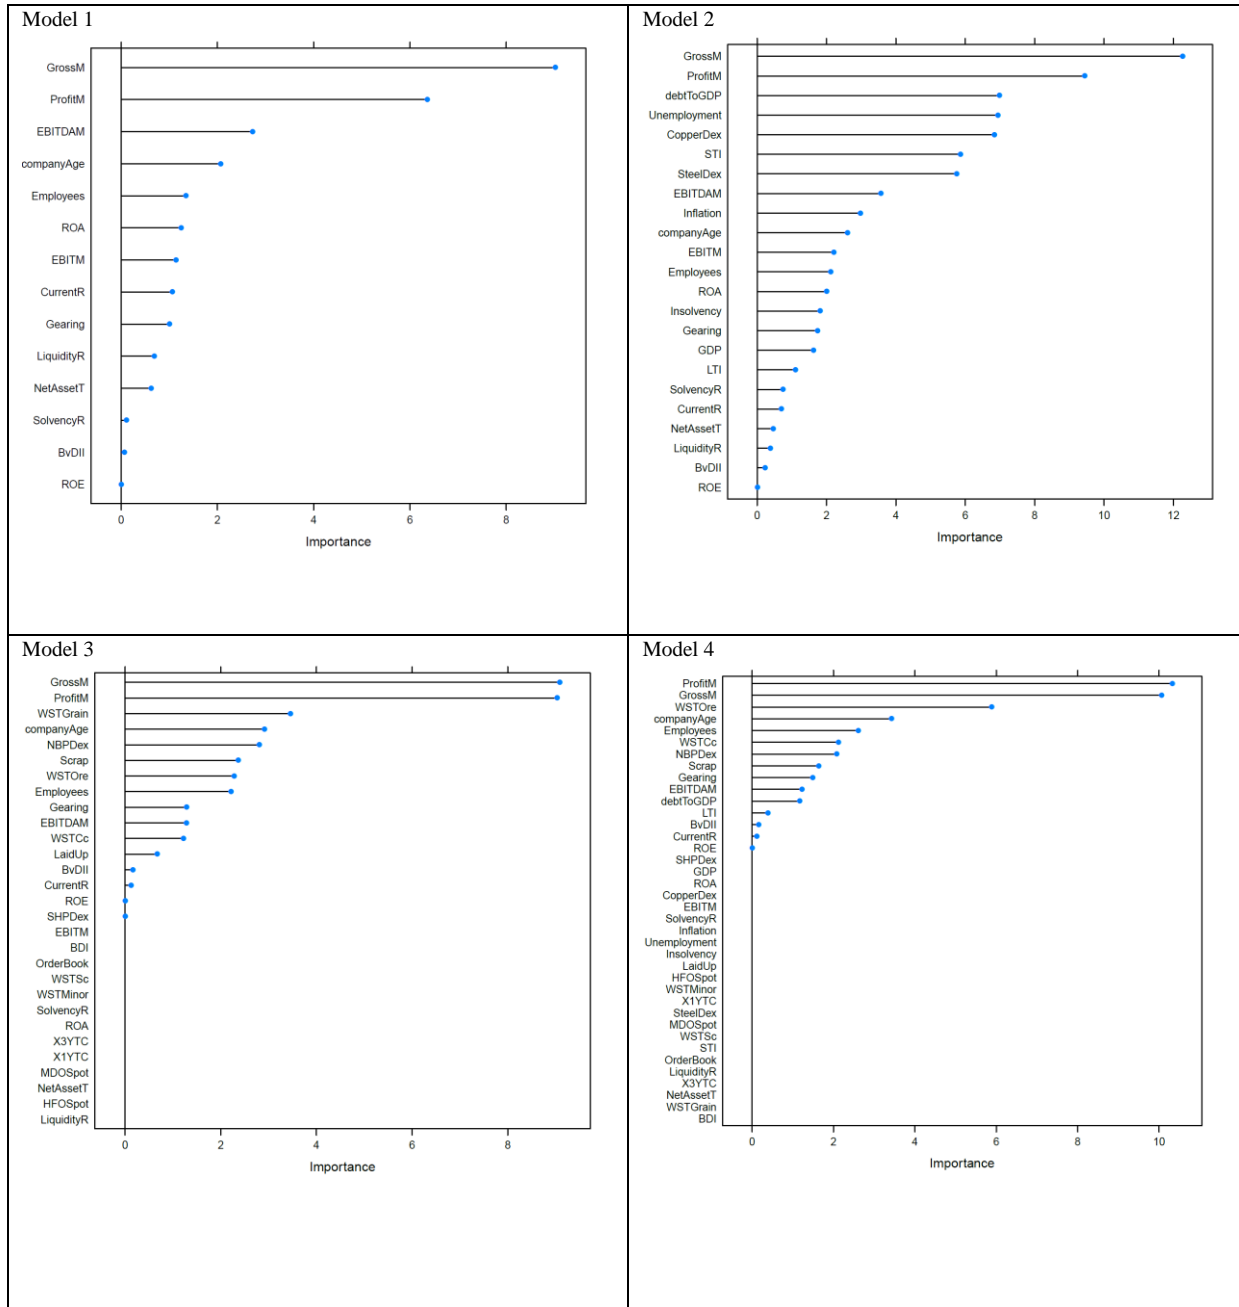 Model 1
GrossM
ProfitM
EBITDAM
companyAge
Employees
ROA
EBITM
CurrentR
Gearing
LiquidityR
NetAssetT
SolvencyR
BvDII
ROE
0 2 4 6 8
Importance
Model 2
GrossM
ProfitM
debtToGDP
Unemployment
CopperDex
STI
SteelDex
EBITDAM
Inflation
companyAge
EBITM
Employees
ROA
Insolvency
Gearing
GDP
LTI
SolvencyR
CurrentR
NetAssetT
LiquidityR
BvDII
ROE
0 2 4 6 8 10 12
Importance
Model 3
GrossM
ProfitM
WSTGrain
companyAge
NBPDex
Scrap
WSTOre
Employees
Gearing
EBITDAM
WSTCc
LaidUp
BvDII
CurrentR
ROE
SHPDex
EBITM
BDI
OrderBook
WSTSc
WSTMinor
SolvencyR
ROA
X3YTC
X1YTC
MDOSpot
NetAssetT
HFOSpot
LiquidityR
0 2 4 6 8
Importance
Model 4
ProfitM
GrossM
WSTOre
companyAge
Employees
WSTCc
NBPDex
Scrap
Gearing
EBITDAM
debtToGDP
LTI
BvDII
CurrentR
ROE
SHPDex
GDP
ROA
CopperDex
EBITM
SolvencyR
Inflation
Unemployment
Insolvency
LaidUp
HFOSpot
WSTMinor
X1YTC
SteelDex
MDOSpot
WSTSc
STI
OrderBook
LiquidityR
X3YTC
NetAssetT
WSTGrain
BDI
0 2 4 6 8 10
Importance